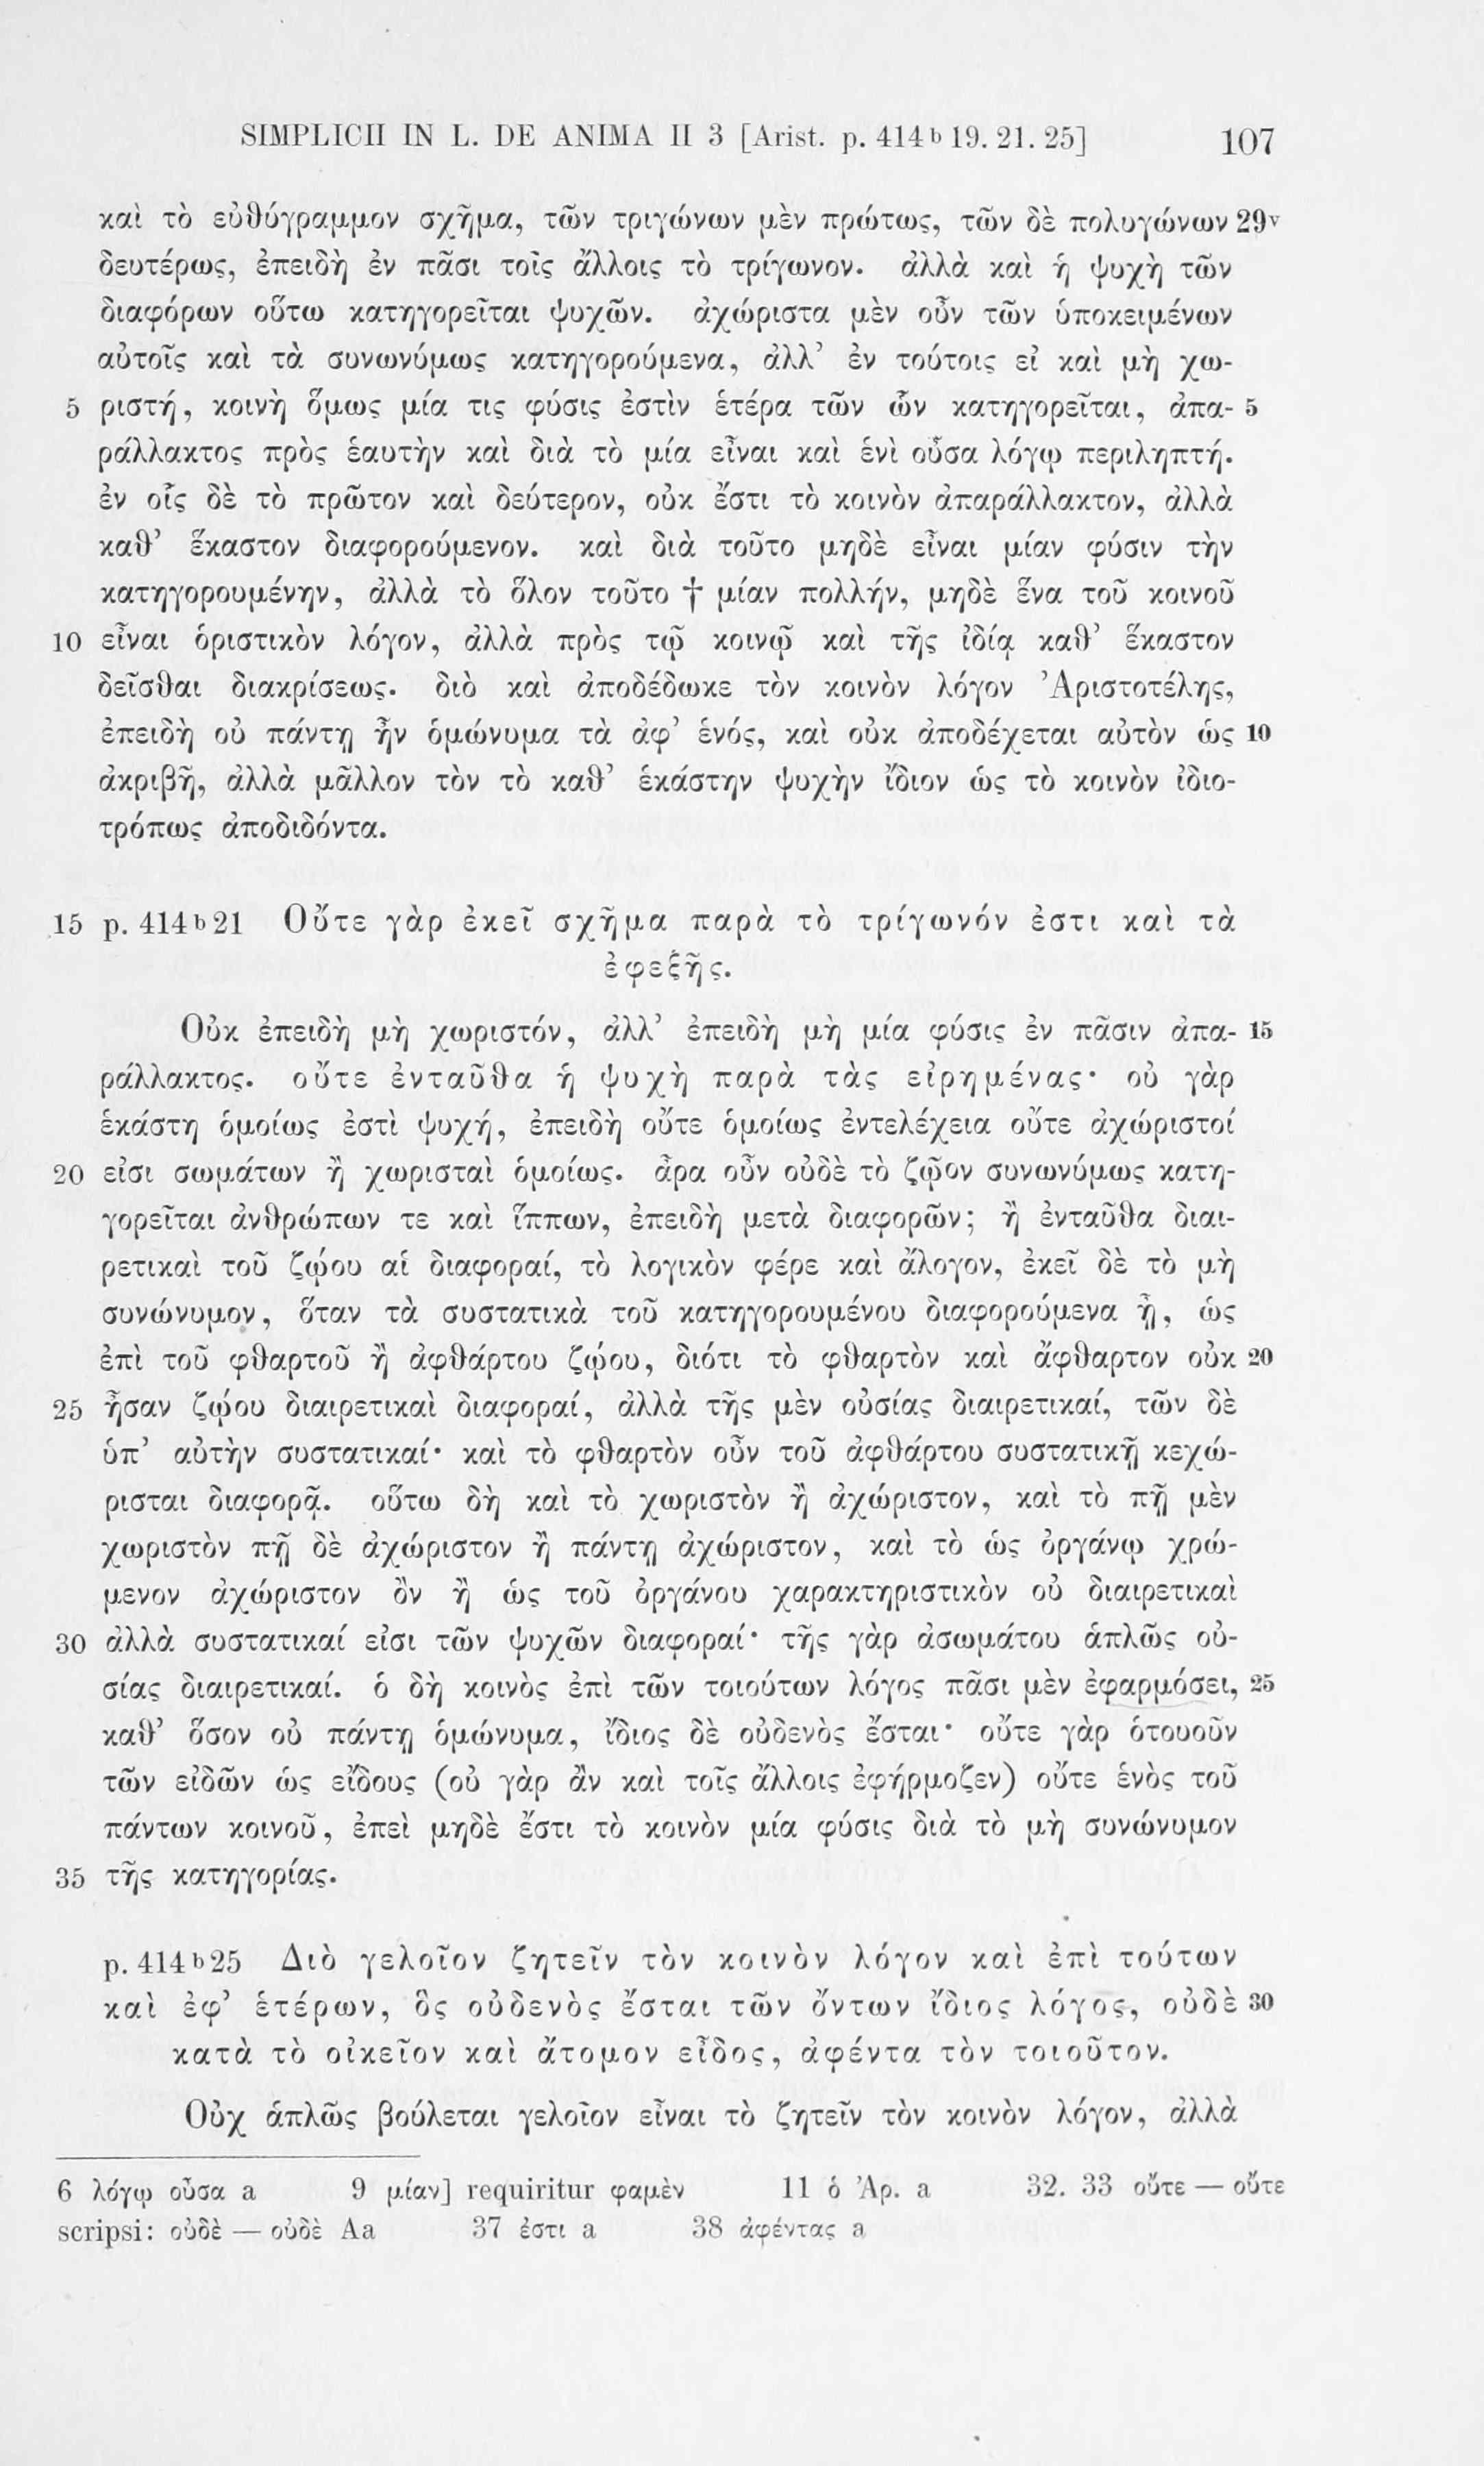 SIMPLICII IN L. DE ANIMA II 3 [Arist. p. 414 b 19. 21. 25] 107
καὶ τὸ εὐθύγραμμον σχῆμα, τῶν τριγώνων μὲν πρώτως, τῶν δὲ πολυγώνων 29v
δευτέρως, ἐπειδὴ ἐν πᾶσι τοῖς ἄλλοις τὸ τρίγωνον. ἀλλὰ καὶ ἡ ψυχὴ τῶν
διαφόρων οὕτω κατηγορεῖται ψυχῶν. ἀχώριστα μὲν οὖν τῶν ὑποκειμένων
αὐτοῖς καὶ τὰ συνωνύμως κατηγορούμενα, ἀλλ’ ἐν τούτοις εἰ καὶ μὴ χω-
5 ριστή, κοινὴ ὅμως μία τις φύσις ἐστὶν ἑτέρα τῶν ὧν κατηγορεῖται, ἀπα- 5
ράλλακτος πρὸς ἑαυτὴν καὶ διὰ τὸ μία εἶναι καὶ ἑνὶ οὖσα λόγῳ περιληπτή.
ἐν οἷς δὲ τὸ πρῶτον καὶ δεύτερον, οὐκ ἔστι τὸ κοινὸν ἀπαράλλακτον, ἀλλὰ
καθ’ ἕκαστον διαφορούμενον. καὶ διὰ τοῦτο μηδὲ εἶναι μίαν φύσιν τὴν
κατηγορουμένην, ἀλλὰ τὸ ὅλον τοῦτο † μίαν πολλήν, μηδὲ ἕνα τοῦ κοινοῦ
10 εἶναι ὁριστικὸν λόγον, ἀλλὰ πρὸς τῷ κοινῷ καὶ τῆς ἰδίᾳ καθ’ ἕκαστον
δεῖσθαι διακρίσεως. διὸ καὶ ἀποδέδωκε τὸν κοινὸν λόγον Ἀριστοτέλης,
ἐπειδὴ οὐ πάντῃ ἦν ὁμώνυμα τὰ ἀφ’ ἑνός, καὶ οὐκ ἀποδέχεται αὐτὸν ὡς 10
ἀκριβῆ, ἀλλὰ μᾶλλον τὸν τὸ καθ’ ἑκάστην ψυχὴν ἴδιον ὡς τὸ κοινὸν ἰδιο-
τρόπως ἀποδιδόντα.
15 p. 414 b 21 Οὔτε γὰρ ἐκεῖ σχῆμα παρὰ τὸ τρίγωνόν ἐστι καὶ τὰ
ἐφεξῆς.
Οὐκ ἐπειδὴ μὴ χωριστόν, ἀλλ’ ἐπειδὴ μὴ μία φύσις ἐν πᾶσιν ἀπα- 15
ράλλακτος. οὔτε ἐνταῦθα ἡ ψυχὴ παρὰ τὰς εἰρημένας· οὐ γὰρ
ἑκάστη ὁμοίως ἐστὶ ψυχή, ἐπειδὴ οὔτε ὁμοίως ἐντελέχεια οὔτε ἀχώριστοί
20 εἰσι σωμάτων ἢ χωρισταὶ ὁμοίως. ἆρα οὖν οὐδὲ τὸ ζῷον συνωνύμως κατη-
γορεῖται ἀνθρώπων τε καὶ ἵππων, ἐπειδὴ μετὰ διαφορῶν; ἢ ἐνταῦθα διαι-
ρετικαὶ τοῦ ζῴου αἱ διαφοραί, τὸ λογικὸν φέρε καὶ ἄλογον, ἐκεῖ δὲ τὸ μὴ
συνώνυμον, ὅταν τὰ συστατικὰ τοῦ κατηγορουμένου διαφορούμενα ᾖ, ὡς
ἐπὶ τοῦ φθαρτοῦ ἢ ἀφθάρτου ζῴου, διότι τὸ φθαρτὸν καὶ ἄφθαρτον οὐκ 20
25 ἦσαν ζῴου διαιρετικαὶ διαφοραί, ἀλλὰ τῆς μὲν οὐσίας διαιρετικαί, τῶν δὲ
ὑπ’ αὐτὴν συστατικαί· καὶ τὸ φθαρτὸν οὖν τοῦ ἀφθάρτου συστατικῇ κεχώ-
ρισται διαφορᾷ. οὕτω δὴ καὶ τὸ χωριστὸν ἢ ἀχώριστον, καὶ τὸ πῇ μὲν
χωριστὸν πῇ δὲ ἀχώριστον ἢ πάντῃ ἀχώριστον, καὶ τὸ ὡς ὀργάνῳ χρώ-
μενον ἀχώριστον ὂν ἢ ὡς τοῦ ὀργάνου χαρακτηριστικὸν οὐ διαιρετικαὶ
30 ἀλλὰ συστατικαί εἰσι τῶν ψυχῶν διαφοραί· τῆς γὰρ ἀσωμάτου ἁπλῶς οὐ-
σίας διαιρετικαί. ὁ δὴ κοινὸς ἐπὶ τῶν τοιούτων λόγος πᾶσι μὲν ἐφαρμόσει, 25
καθ’ ὅσον οὐ πάντῃ ὁμώνυμα, ἴδιος δὲ οὐδενὸς ἔσται· οὔτε γὰρ ὁτουοῦν
τῶν εἰδῶν ὡς εἴδους (οὐ γὰρ ἂν καὶ τοῖς ἄλλοις ἐφήρμοζεν) οὔτε ἑνὸς τοῦ
πάντων κοινοῦ, ἐπεὶ μηδὲ ἔστι τὸ κοινὸν μία φύσις διὰ τὸ μὴ συνώνυμον
35 τῆς κατηγορίας.
p. 414 b 25 Διὸ γελοῖον ζητεῖν τὸν κοινὸν λόγον καὶ ἐπὶ τούτων
καὶ ἐφ’ ἑτέρων, ὃς οὐδενὸς ἔσται τῶν ὄντων ἴδιος λόγος, οὐδὲ 30
κατὰ τὸ οἰκεῖον καὶ ἄτομον εἶδος, ἀφέντα τὸν τοιοῦτον.
Οὐχ ἁπλῶς βούλεται γελοῖον εἶναι τὸ ζητεῖν τὸν κοινὸν λόγον, ἀλλὰ
6 λόγῳ οὖσα a 9 μίαν] requiritur φαμὲν 11 ὁ Ἀρ. a 32. 33 οὔτε — οὔτε
scripsi: οὐδὲ — οὐδὲ Aa 37 ἐστι a 38 ἀφέντας a